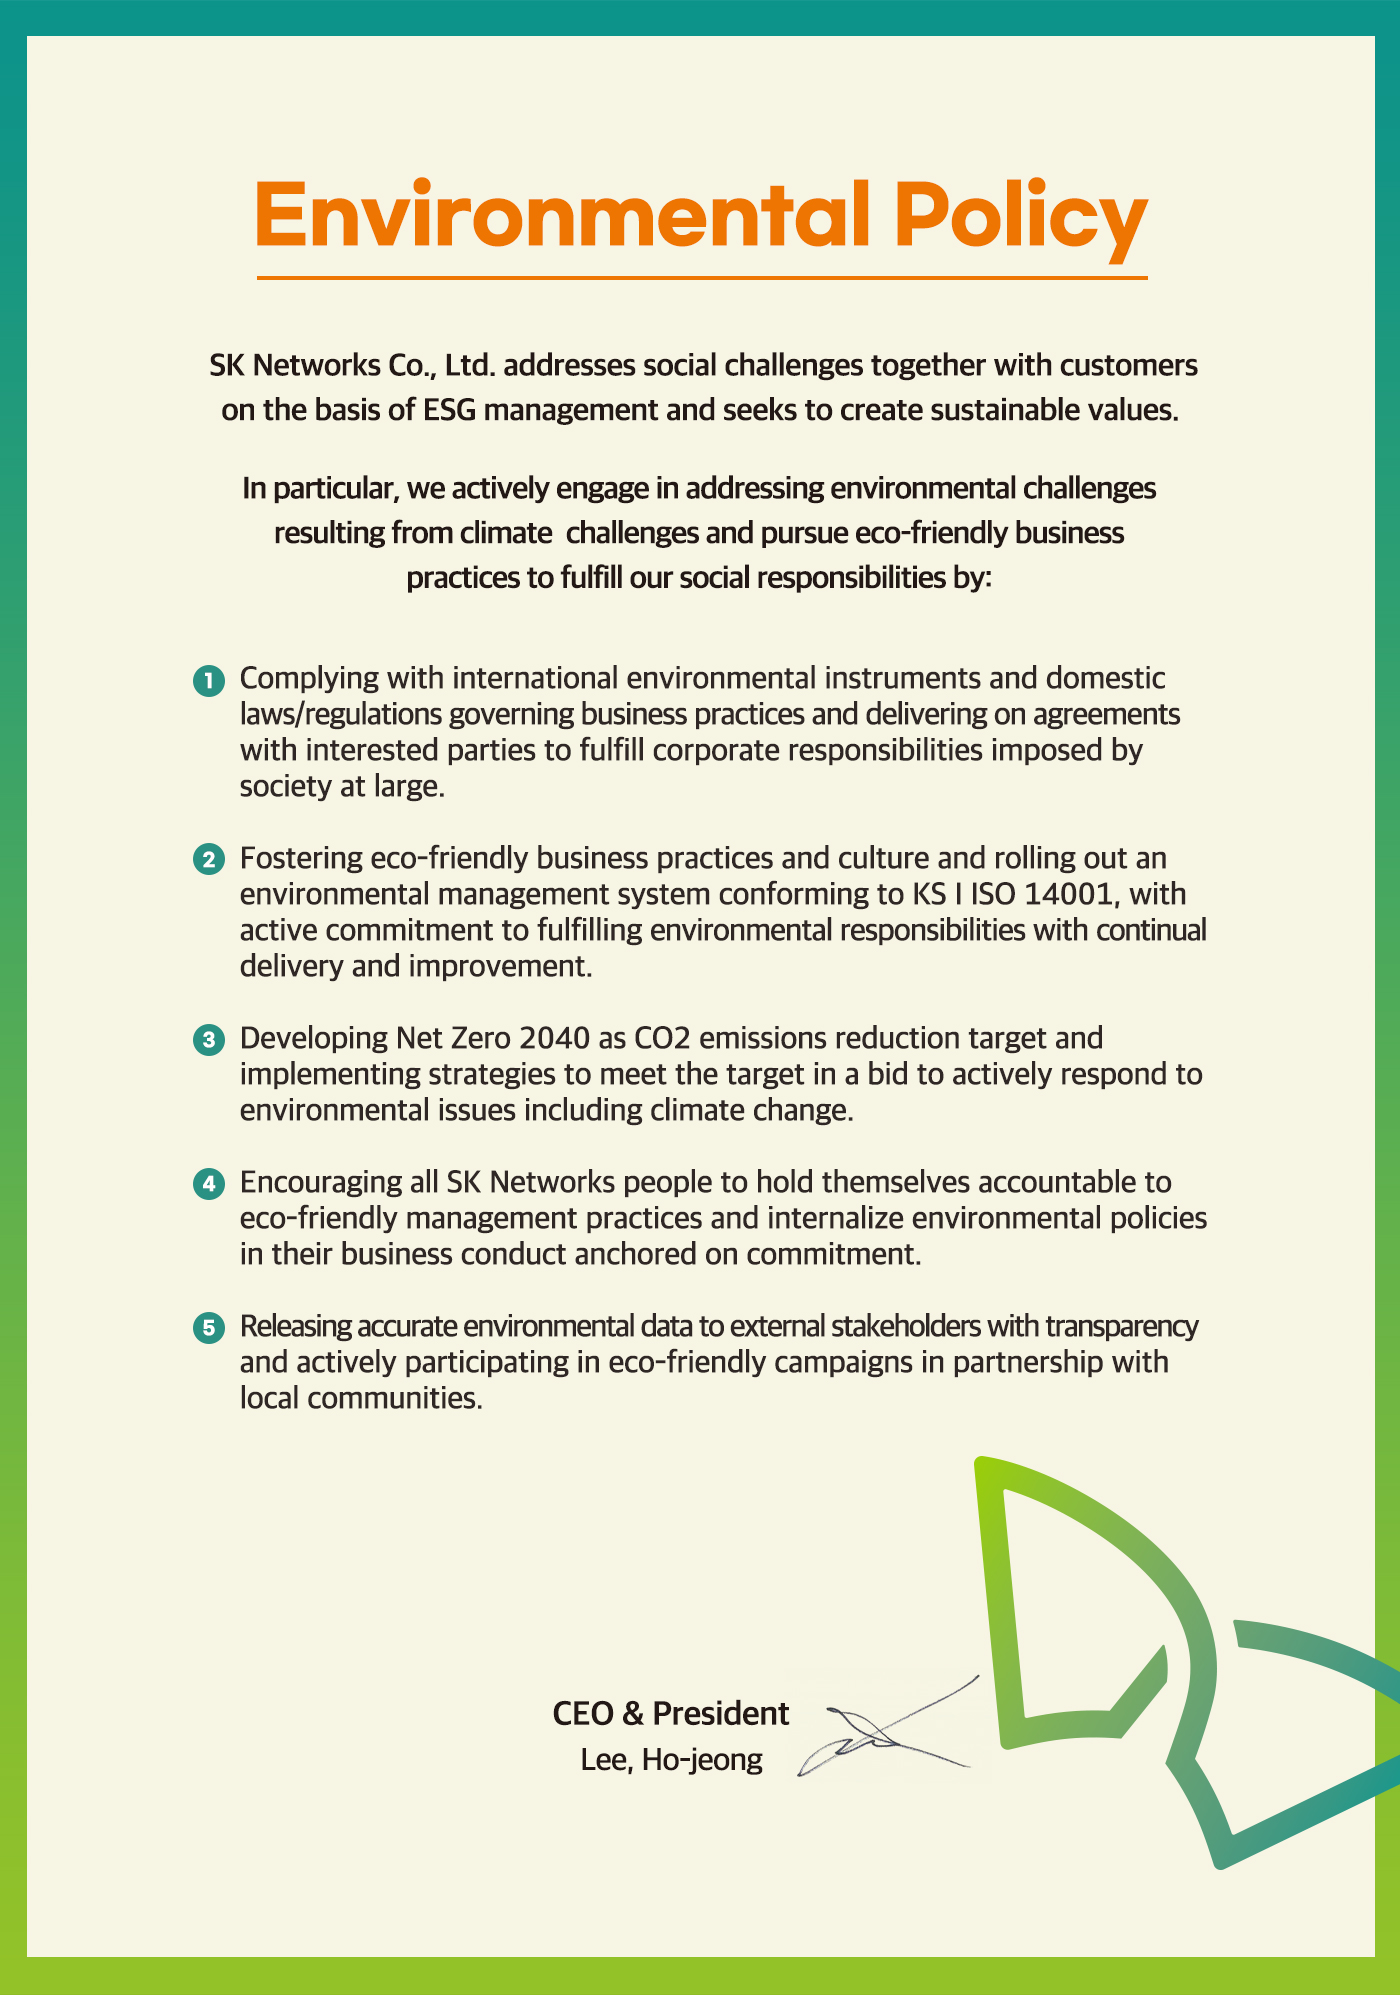 Environmental Policy
SK Networks Co., Ltd. addresses social challenges together with customers
on the basis of ESG management and seeks to create sustainable values.
In particular, we actively engage in addressing environmental challenges
resulting from climate  challenges and pursue eco-friendly business
practices to fulfill our social responsibilities by:
1 Complying with international environmental instruments and domestic
laws/regulations governing business practices and delivering on agreements
with interested parties to fulfill corporate responsibilities imposed by
society at large.
2 Fostering eco-friendly business practices and culture and rolling out an
environmental management system conforming to KS I ISO 14001, with
active commitment to fulfilling environmental responsibilities with continual
delivery and improvement.
3 Developing Net Zero 2040 as CO2 emissions reduction target and
implementing strategies to meet the target in a bid to actively respond to
environmental issues including climate change.
4 Encouraging all SK Networks people to hold themselves accountable to
eco-friendly management practices and internalize environmental policies
in their business conduct anchored on commitment.
5 Releasing accurate environmental data to external stakeholders with transparency
and actively participating in eco-friendly campaigns in partnership with
local communities.
CEO & President
Lee, Ho-jeong